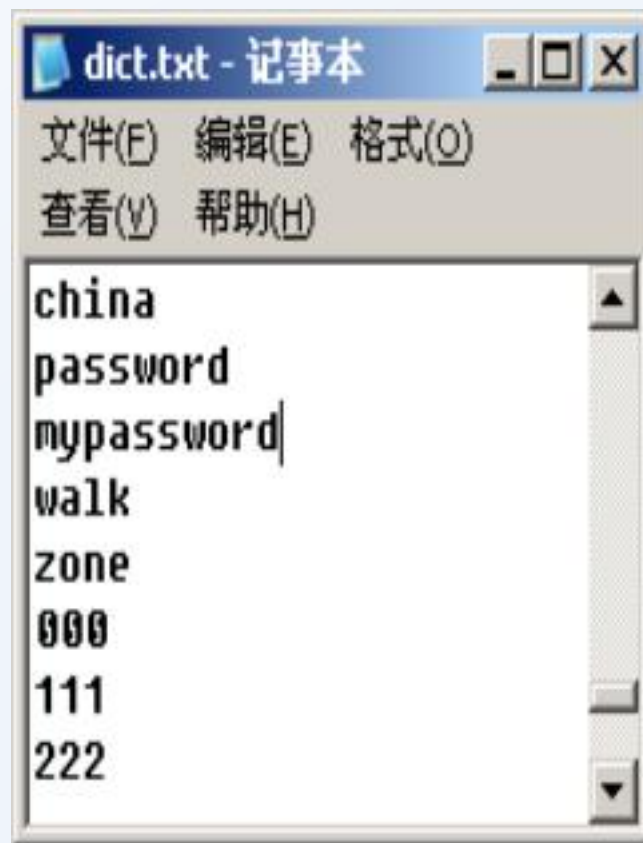 dict.txt - 记事本
文件(F) 编辑(E) 格式(O)
查看(V) 帮助(H)
china
password
mypassword
walk
zone
000
111
222